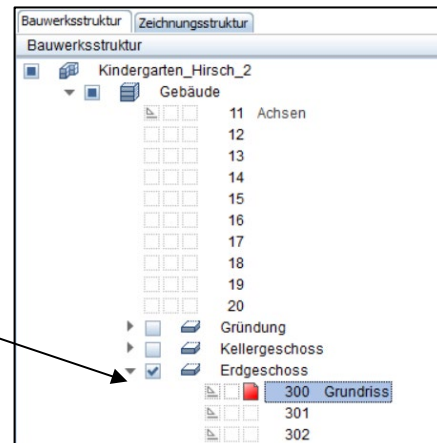 Bauwerksstruktur Zeichnungsstruktur
Bauwerksstruktur
Kindergarten_Hirsch_2
Gebäude
11 Achsen
12
13
14
15
16
17
18
19
20
Gründung
Kellergeschoss
Erdgeschoss
300 Grundriss
301
302